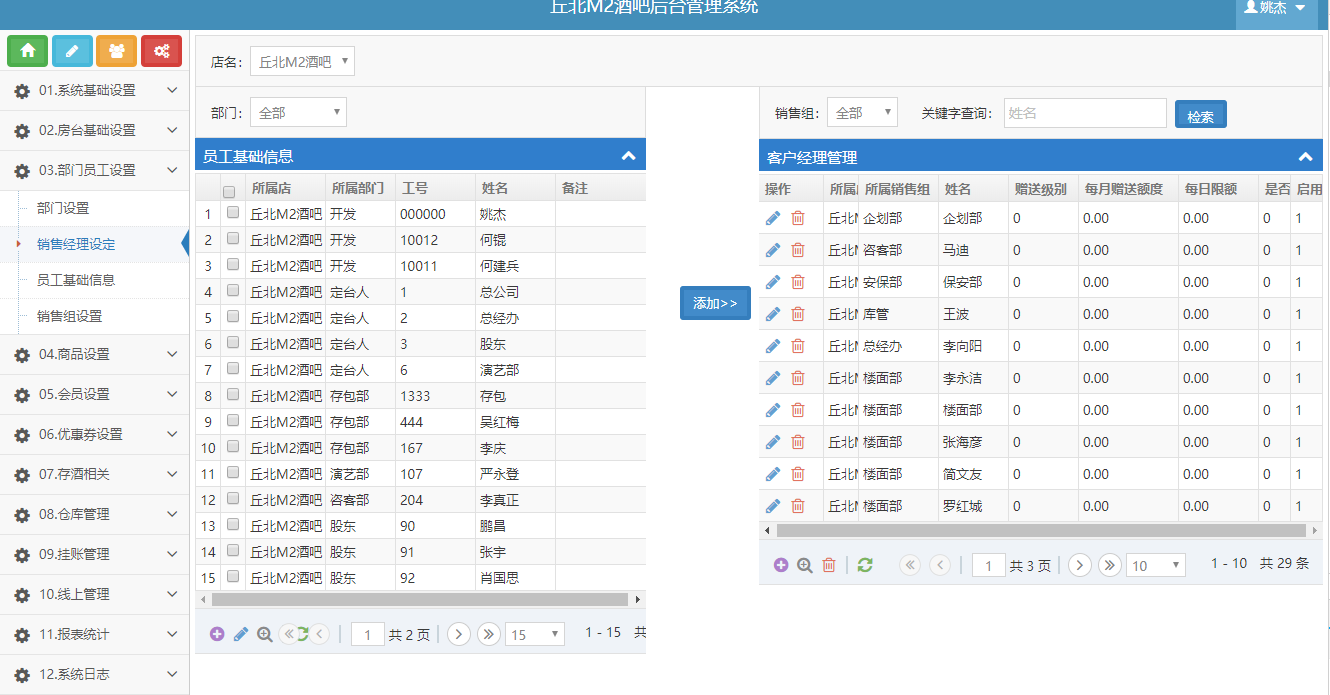 丘北M2酒吧后台管理系统
姚杰
01.系统基础设置
02.房台基础设置
03.部门员工设置
部门设置
销售经理设定
员工基础信息
销售组设置
04.商品设置
05.会员设置
06.优惠券设置
07.存酒相关
08.仓库管理
09.挂账管理
10.线上管理
11.报表统计
12.系统日志
店名： 丘北M2酒吧
部门： 全部
员工基础信息
所属店 所属部门 工号 姓名 备注
1 丘北M2酒吧 开发 000000 姚杰
2 丘北M2酒吧 开发 10012 何锟
3 丘北M2酒吧 开发 10011 何建兵
4 丘北M2酒吧 定台人 1 总公司
5 丘北M2酒吧 定台人 2 总经办
6 丘北M2酒吧 定台人 3 股东
7 丘北M2酒吧 定台人 6 演艺部
8 丘北M2酒吧 存包部 1333 存包
9 丘北M2酒吧 存包部 444 吴红梅
10 丘北M2酒吧 存包部 167 李庆
11 丘北M2酒吧 演艺部 107 严永登
12 丘北M2酒吧 咨客部 204 李真正
13 丘北M2酒吧 股东 90 鹏昌
14 丘北M2酒吧 股东 91 张宇
15 丘北M2酒吧 股东 92 肖国思
1 共 2 页 15 1 - 15 共
添加>>
销售组： 全部 关键字查询： 姓名 检索
客户经理管理
操作 所属 所属销售组 姓名 赠送级别 每月赠送额度 每日限额 是否 启用
丘北 企划部 企划部 0 0.00 0.00 0 1
丘北 咨客部 马迪 0 0.00 0.00 0 1
丘北 安保部 保安部 0 0.00 0.00 0 1
丘北 库管 王波 0 0.00 0.00 0 1
丘北 总经办 李向阳 0 0.00 0.00 0 1
丘北 楼面部 李永洁 0 0.00 0.00 0 1
丘北 楼面部 楼面部 0 0.00 0.00 0 1
丘北 楼面部 张海彦 0 0.00 0.00 0 1
丘北 楼面部 简文友 0 0.00 0.00 0 1
丘北 楼面部 罗红城 0 0.00 0.00 0 1
1 共 3 页 10 1 - 10 共 29 条